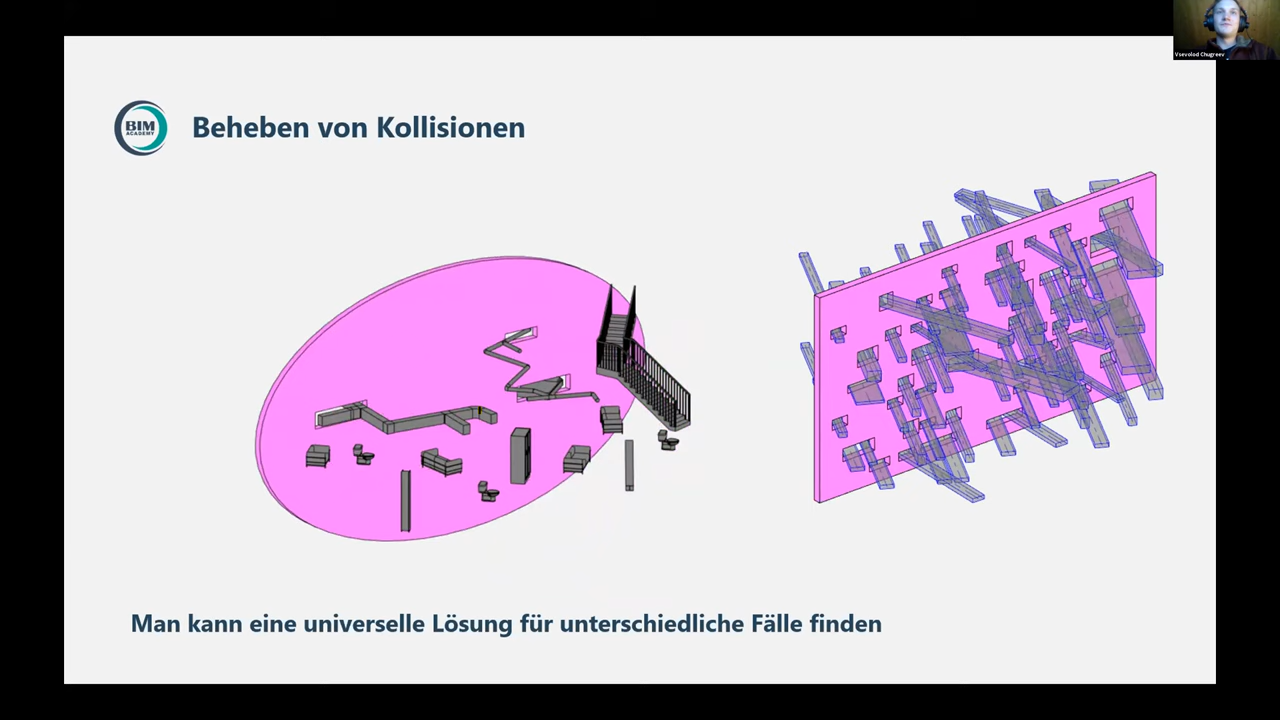 Vsevolod Chugreev
BIM
ACADEMY
Beheben von Kollisionen
Man kann eine universelle Lösung für unterschiedliche Fälle finden